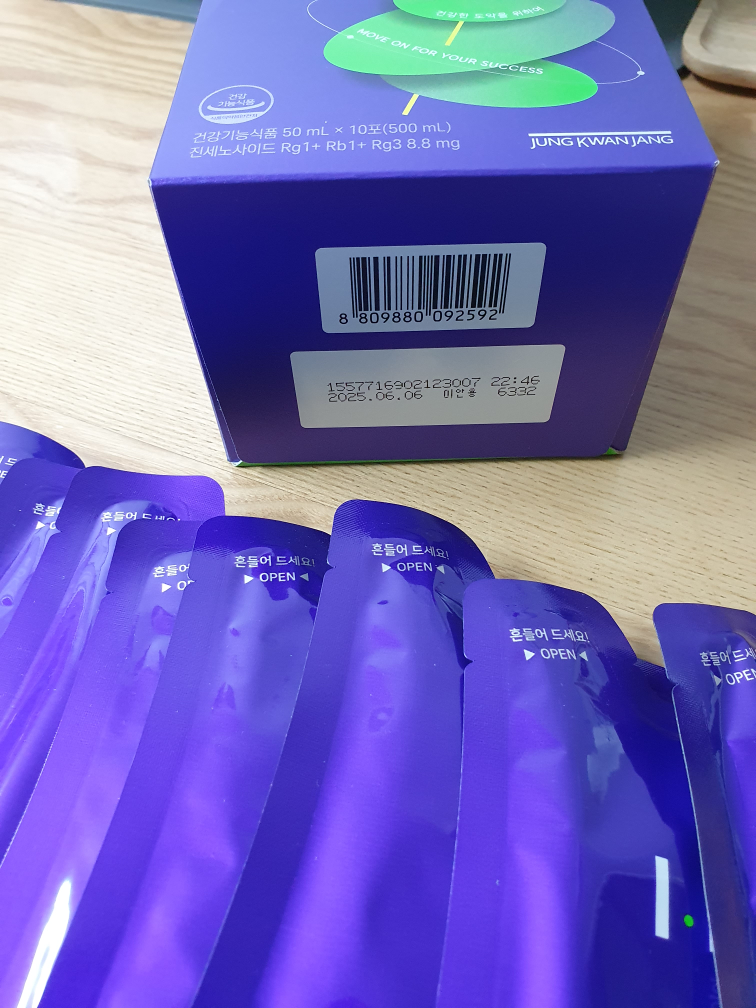 건강한 도약을 위하여
MOVE ON FOR YOUR SUCCESS
건강
기능식품
건강기능식품 50 mL × 10포(500 mL)
진세노사이드 Rg1+ Rb1+ Rg3 8.8 mg
JUNG KWAN JANG
8 809880 092592
1557716902123007 22:46
2025.06.06 미안용 6332
흔들어 드세요!
▶ OPEN ◀
흔들어 드세요!
▶ OPEN ◀
흔들어 드세요!
▶ OPEN ◀
흔들어 드세요
▶ OPEN
흔들어 드세
▶ OP
흔들어 드세요
▶
흔들
▶ O